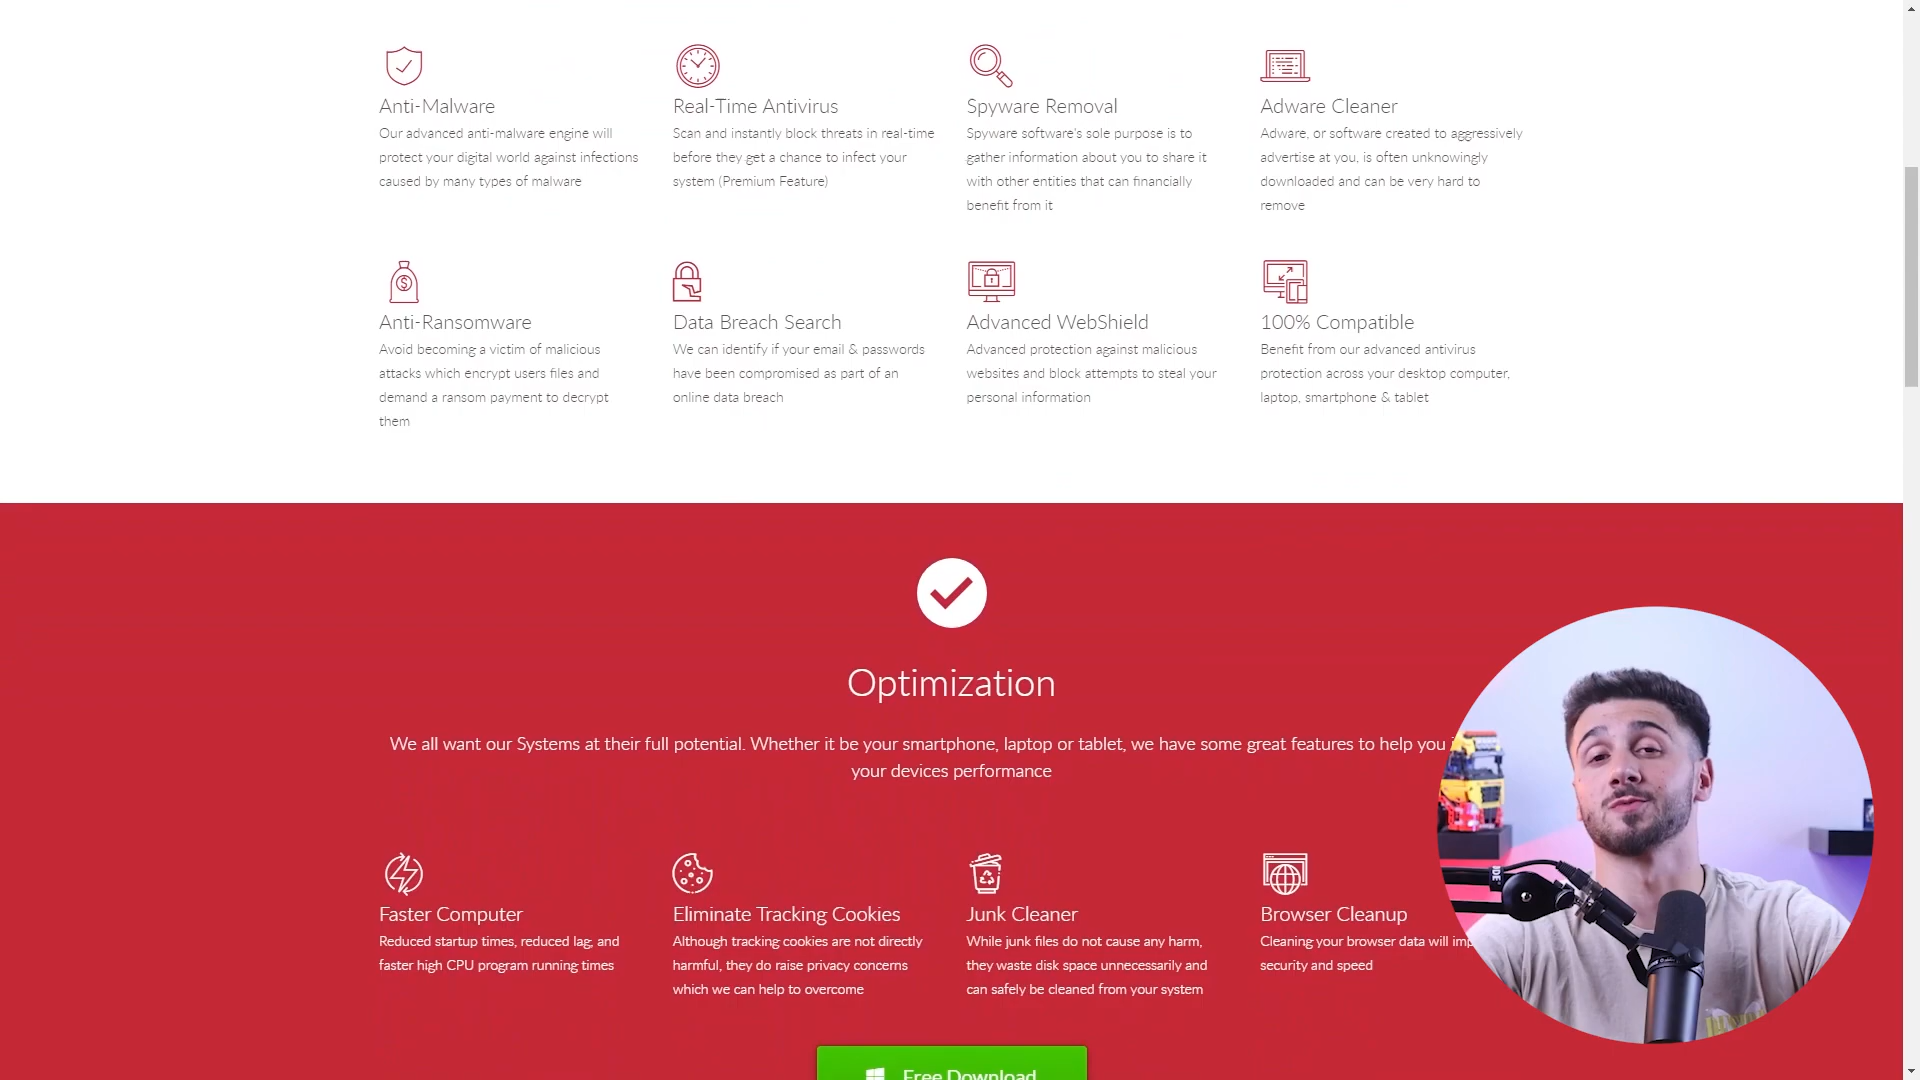 Anti-Malware
Our advanced anti-malware engine will
protect your digital world against infections
caused by many types of malware
Real-Time Antivirus
Scan and instantly block threats in real-time
before they get a chance to infect your
system (Premium Feature)
Spyware Removal
Spyware software's sole purpose is to
gather information about you to share it
with other entities that can financially
benefit from it
Adware Cleaner
Adware, or software created to aggressively
advertise at you, is often unknowingly
downloaded and can be very hard to
remove
Anti-Ransomware
Avoid becoming a victim of malicious
attacks which encrypt users files and
demand a ransom payment to decrypt
them
Data Breach Search
We can identify if your email & passwords
have been compromised as part of an
online data breach
Advanced WebShield
Advanced protection against malicious
websites and block attempts to steal your
personal information
100% Compatible
Benefit from our advanced antivirus
protection across your desktop computer,
laptop, smartphone & tablet
Optimization
We all want our Systems at their full potential. Whether it be your smartphone, laptop or tablet, we have some great features to help you
your devices performance
Faster Computer
Reduced startup times, reduced lag, and
faster high CPU program running times
Eliminate Tracking Cookies
Although tracking cookies are not directly
harmful, they do raise privacy concerns
which we can help to overcome
Junk Cleaner
While junk files do not cause any harm,
they waste disk space unnecessarily and
can safely be cleaned from your system
Browser Cleanup
Cleaning your browser data will
security and speed
Free Download